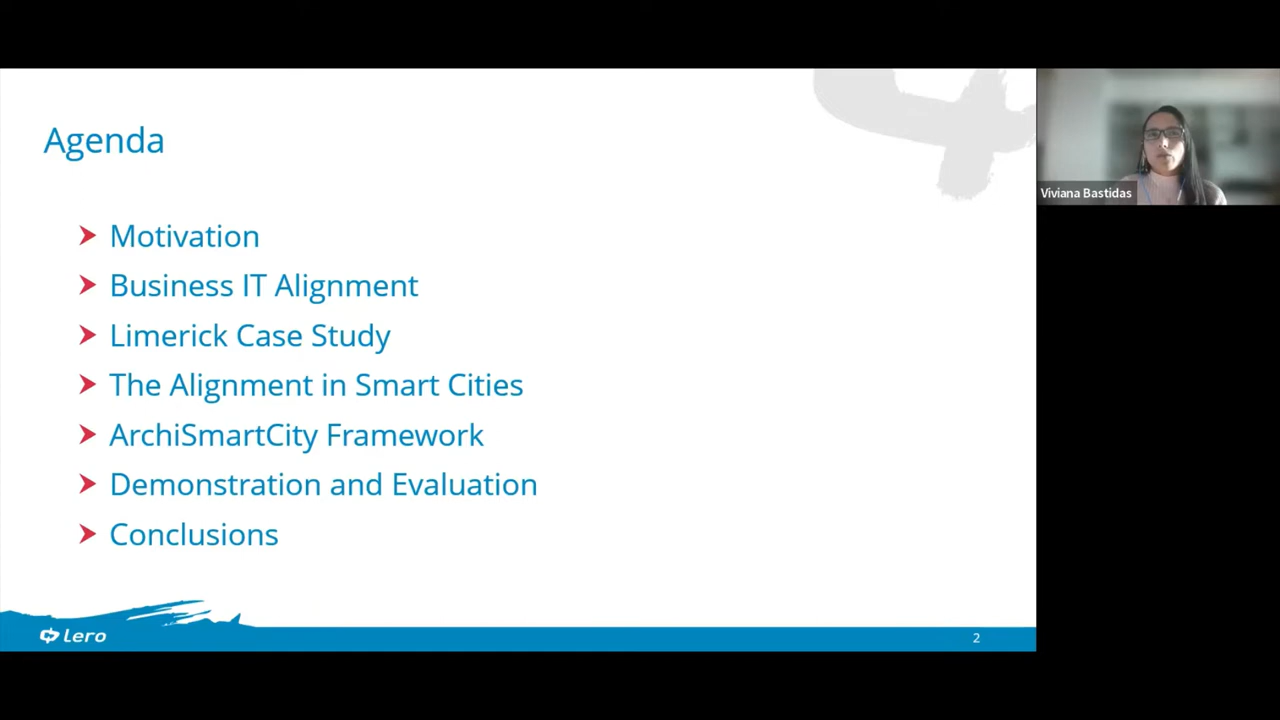 Agenda
Motivation
Business IT Alignment
Limerick Case Study
The Alignment in Smart Cities
ArchiSmartCity Framework
Demonstration and Evaluation
Conclusions
lero
2
Viviana Bastidas